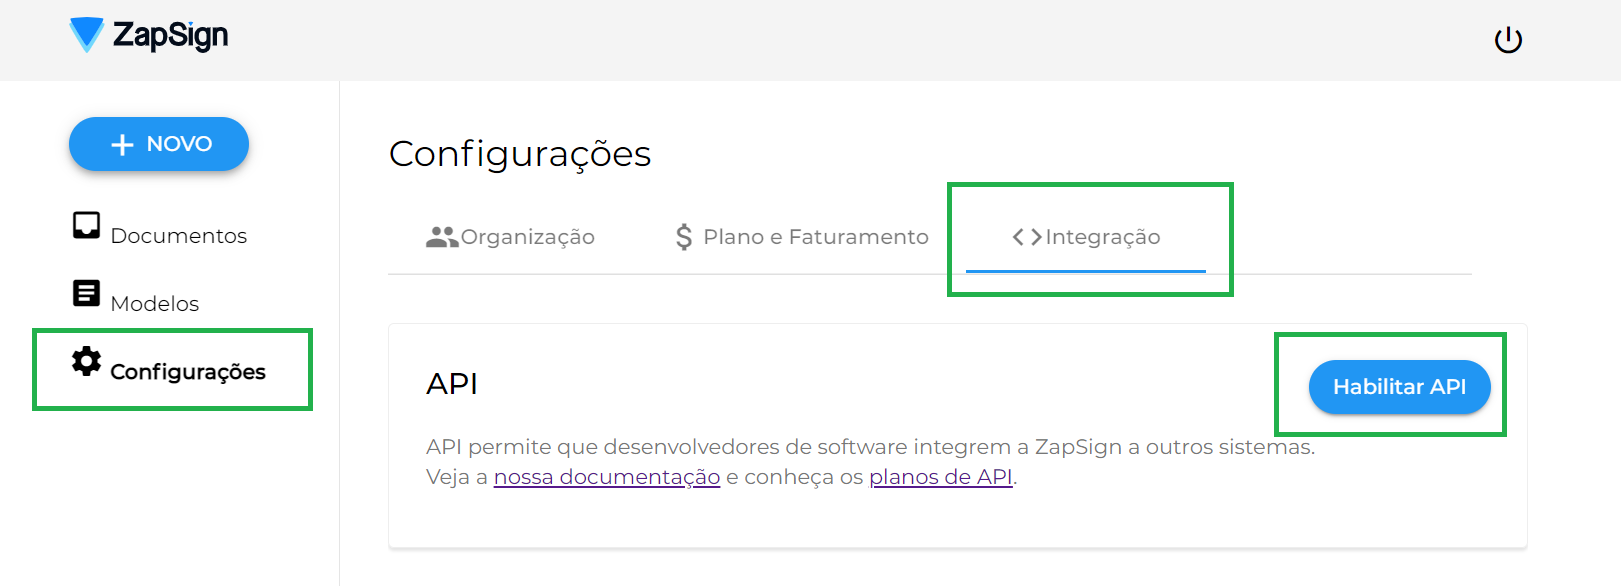 ZapSign
+ NOVO
Documentos
Modelos
Configurações
Configurações
Organização
$ Plano e Faturamento
<> Integração
API
Habilitar API
API permite que desenvolvedores de software integrem a ZapSign a outros sistemas.
Veja a nossa documentação e conheça os planos de API.